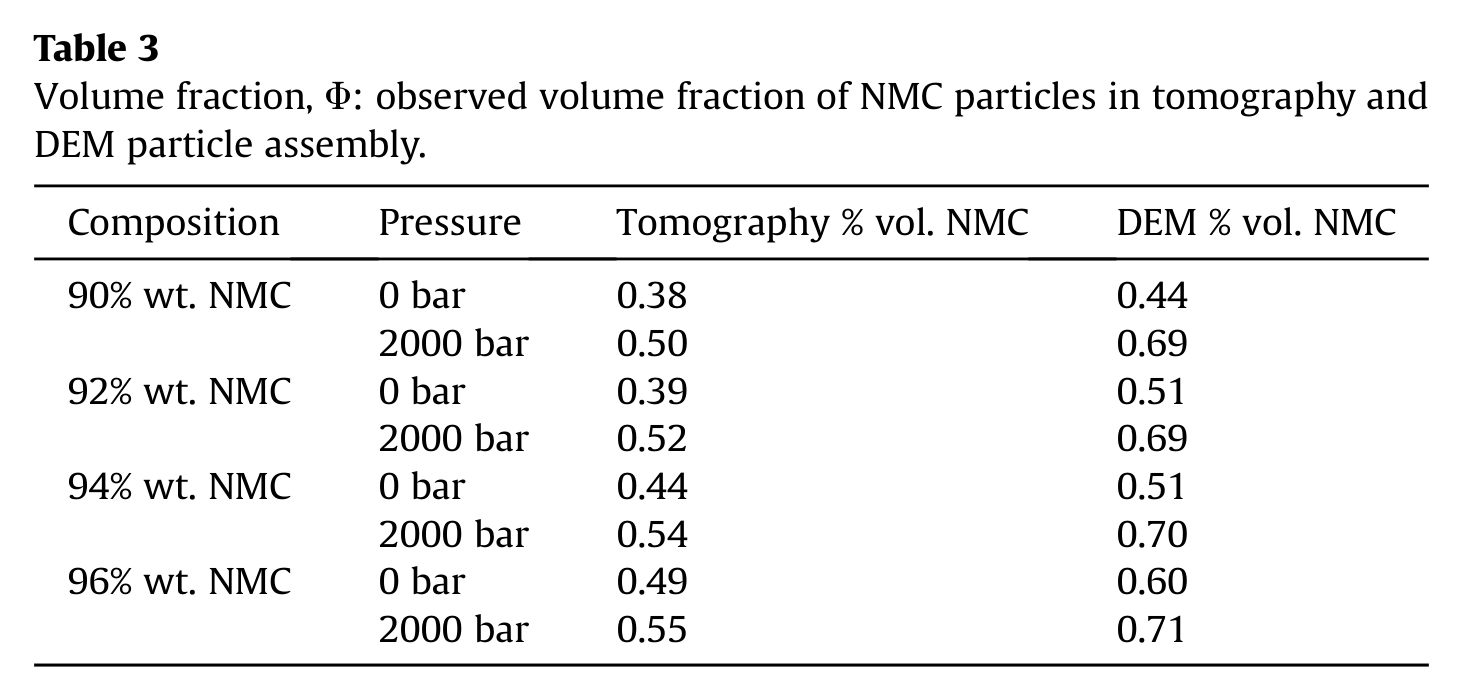 Table 3
Volume fraction, Φ: observed volume fraction of NMC particles in tomography and
DEM particle assembly.
Composition Pressure Tomography % vol. NMC DEM % vol. NMC
90% wt. NMC 0 bar 0.38 0.44
2000 bar 0.50 0.69
92% wt. NMC 0 bar 0.39 0.51
2000 bar 0.52 0.69
94% wt. NMC 0 bar 0.44 0.51
2000 bar 0.54 0.70
96% wt. NMC 0 bar 0.49 0.60
2000 bar 0.55 0.71